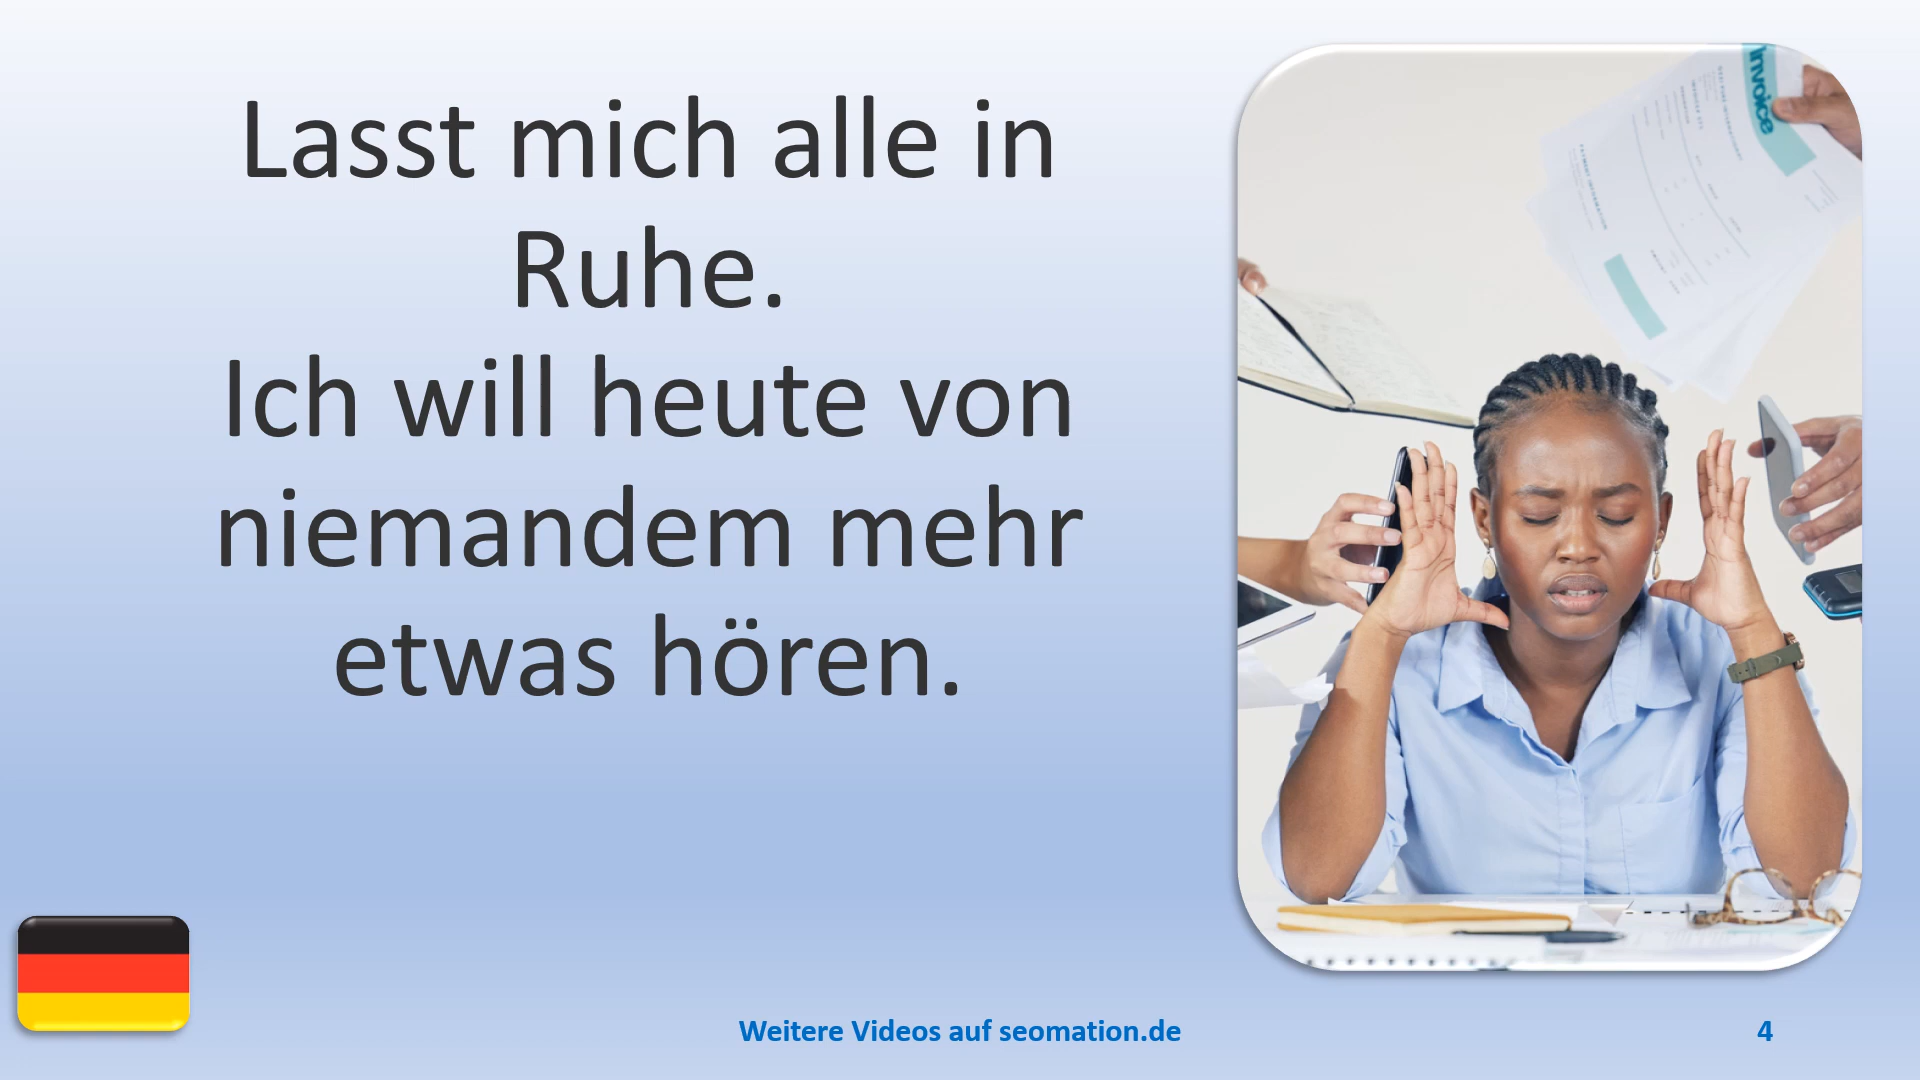 Lasst mich alle in
Ruhe.
Ich will heute von
niemandem mehr
etwas hören.
Invoice
Weitere Videos auf seomation.de
4